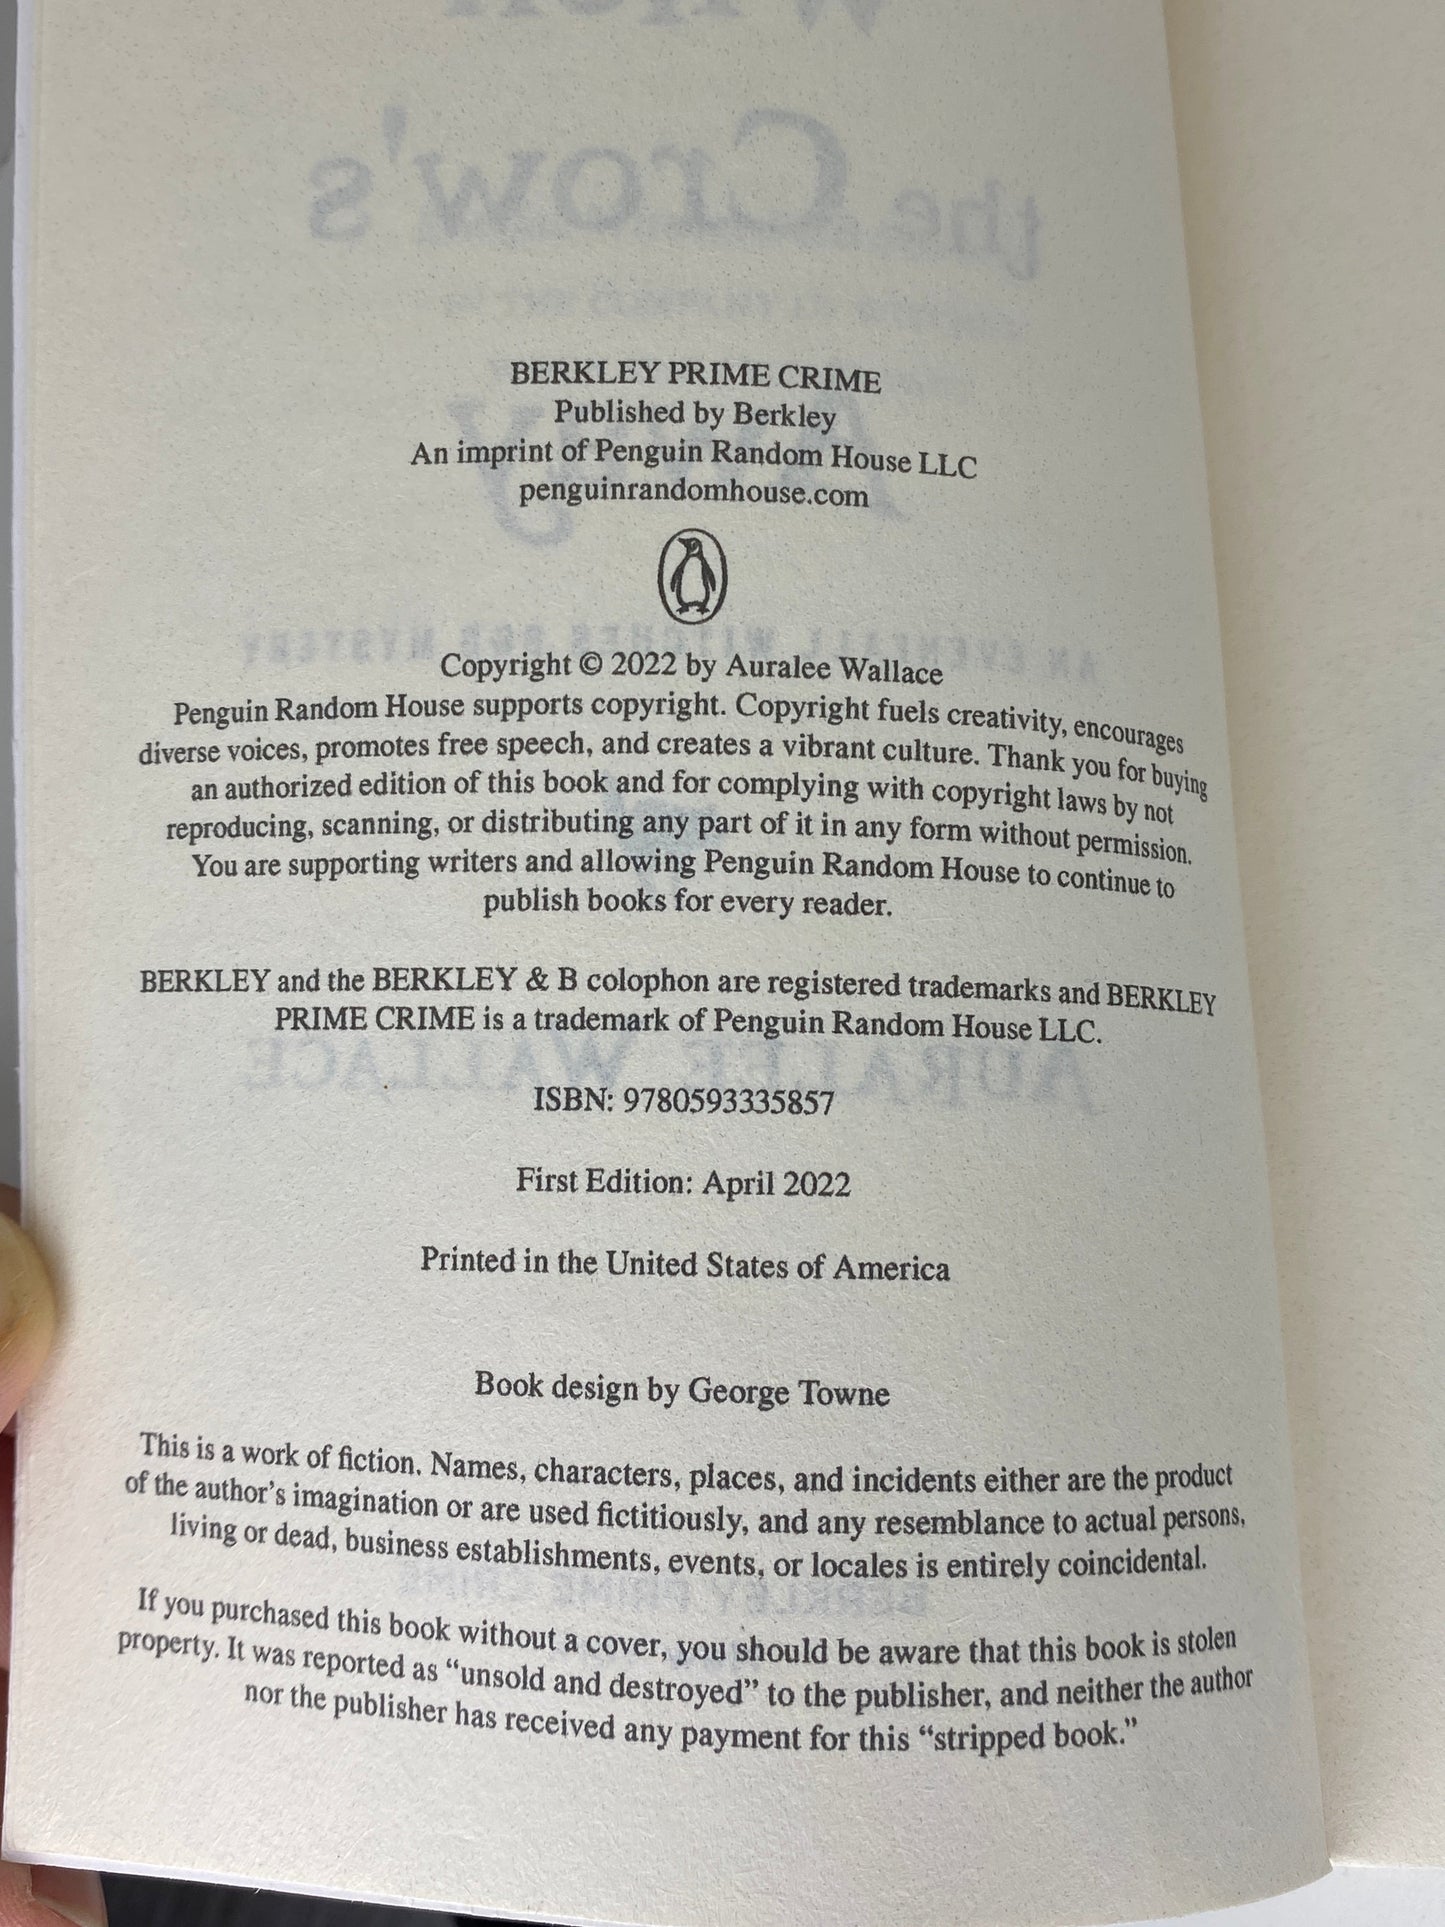 BERKLEY PRIME CRIME
Published by Berkley
An imprint of Penguin Random House LLC
penguinrandomhouse.com
Copyright © 2022 by Auralee Wallace
Penguin Random House supports copyright. Copyright fuels creativity, encourages
diverse voices, promotes free speech, and creates a vibrant culture. Thank you for buying
an authorized edition of this book and for complying with copyright laws by not
reproducing, scanning, or distributing any part of it in any form without permission.
You are supporting writers and allowing Penguin Random House to continue to
publish books for every reader.
BERKLEY and the BERKLEY & B colophon are registered trademarks and BERKLEY
PRIME CRIME is a trademark of Penguin Random House LLC.
ISBN: 9780593335857
First Edition: April 2022
Printed in the United States of America
Book design by George Towne
This is a work of fiction. Names, characters, places, and incidents either are the product
of the author's imagination or are used fictitiously, and any resemblance to actual persons,
living or dead, business establishments, events, or locales is entirely coincidental.
If you purchased this book without a cover, you should be aware that this book is stolen
property. It was reported as “unsold and destroyed” to the publisher, and neither the author
nor the publisher has received any payment for this “stripped book.”